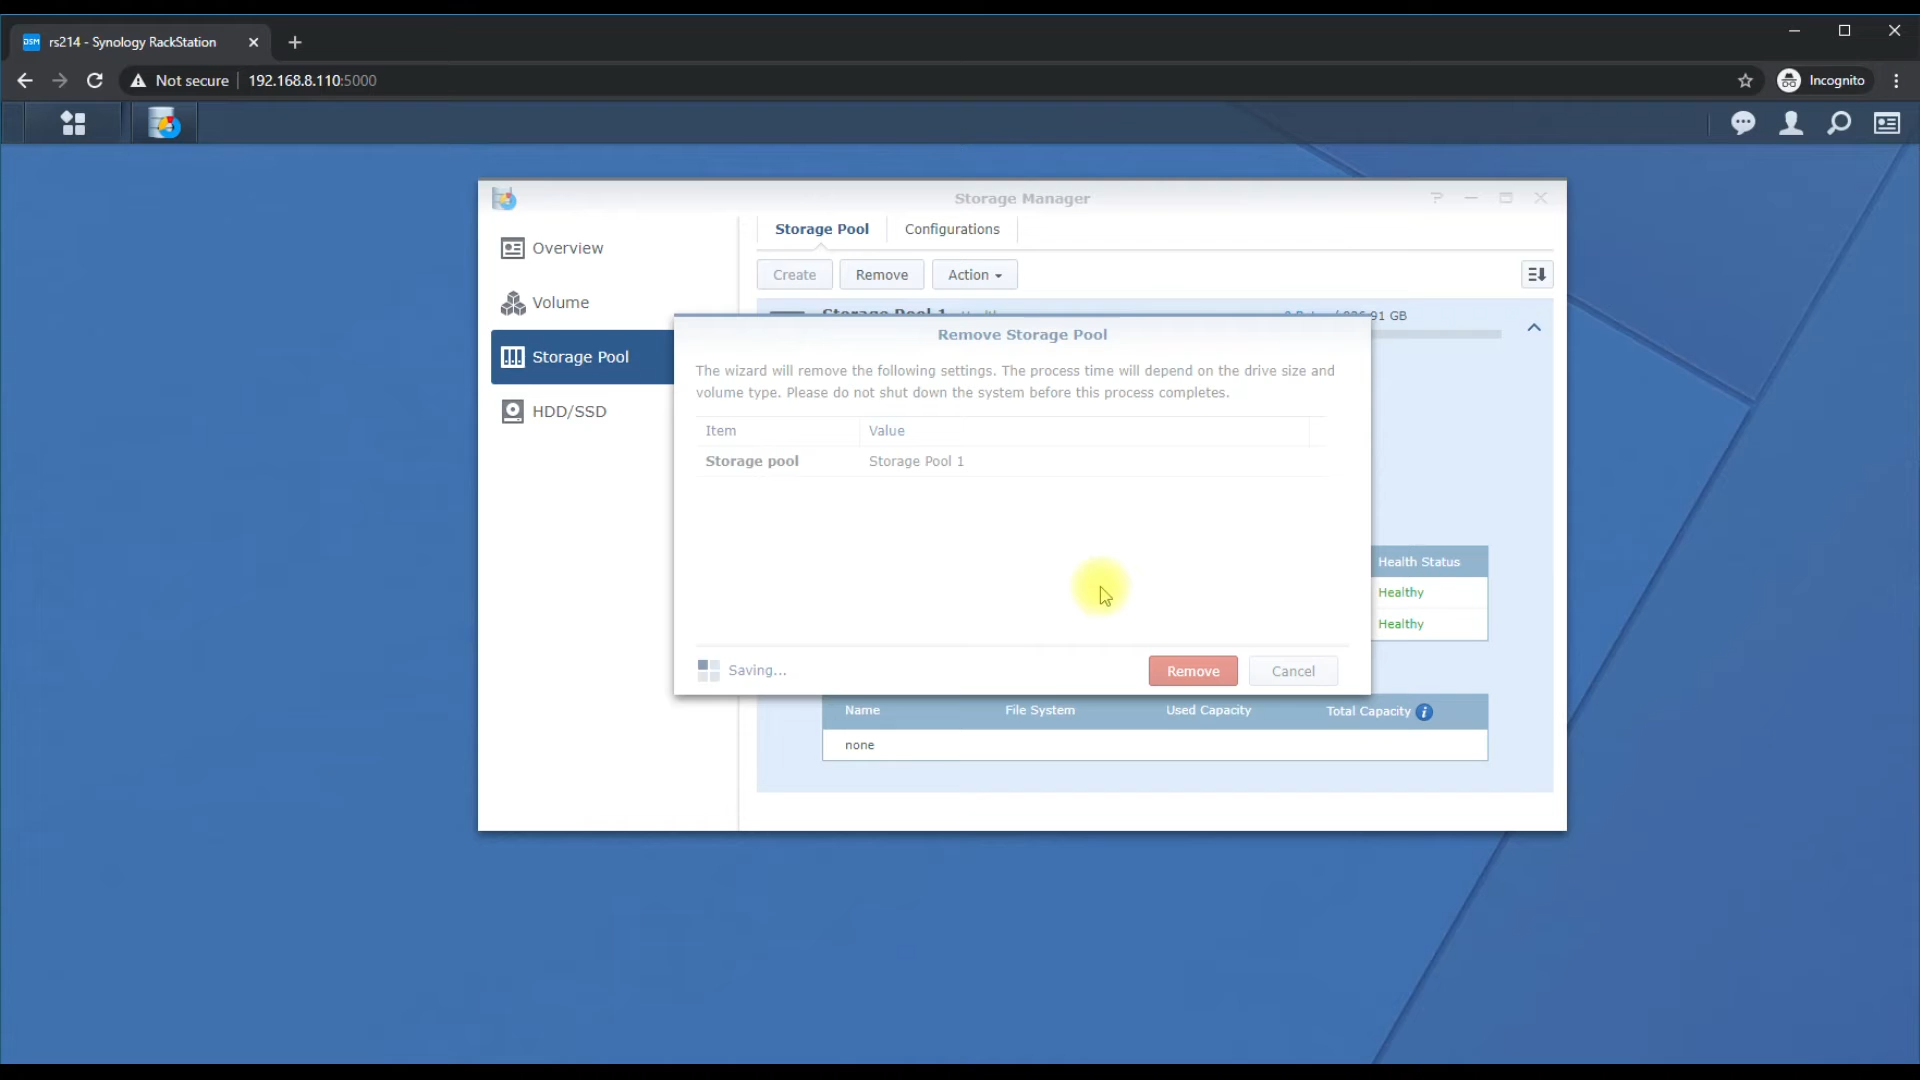 rs214 - Synology RackStation
Not secure
192.168.8.110:5000
Incognito
Storage Manager
Overview
Volume
Storage Pool
HDD/SSD
Storage Pool
Configurations
Create
Remove
Action
Remove Storage Pool
The wizard will remove the following settings. The process time will depend on the drive size and
volume type. Please do not shut down the system before this process completes.
Item
Value
Storage pool
Storage Pool 1
Saving...
Remove
Cancel
Health Status
Healthy
Healthy
Name
File System
Used Capacity
Total Capacity
none